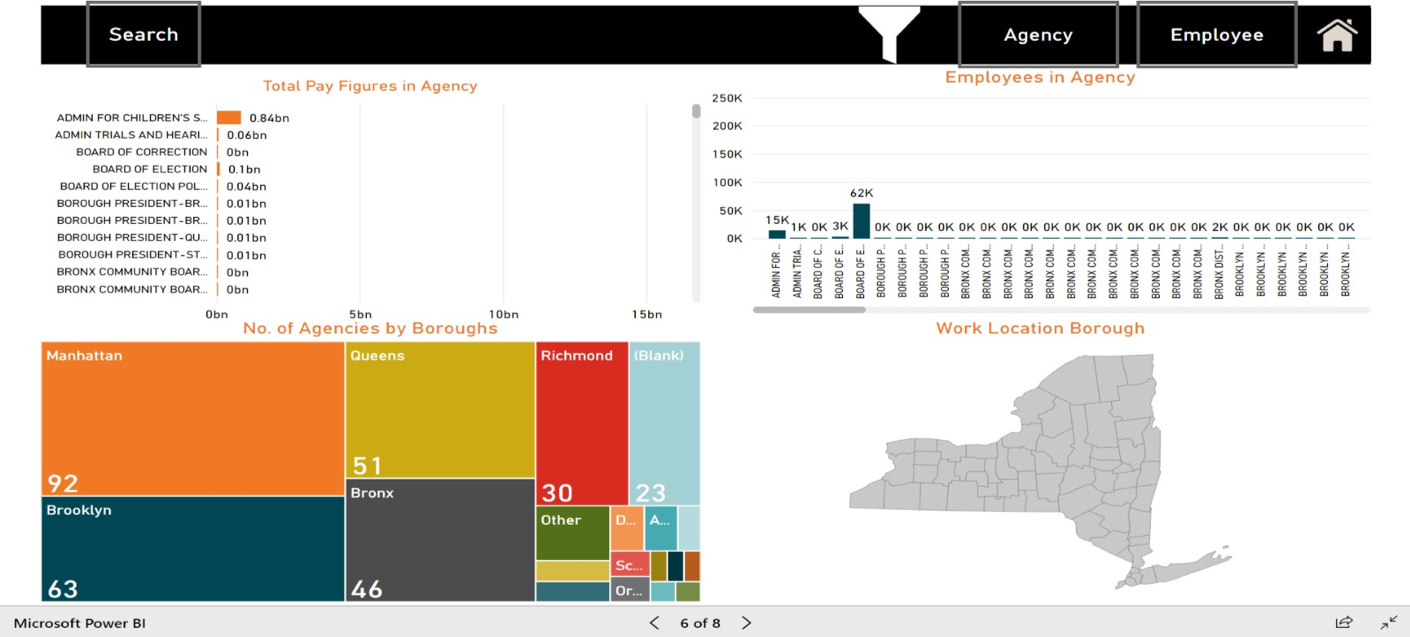 Search
Agency
Employee
Total Pay Figures in Agency
ADMIN FOR CHILDREN'S S... 0.84bn
ADMIN TRIALS AND HEARI... 0.06bn
BOARD OF CORRECTION 0bn
BOARD OF ELECTION 0.1bn
BOARD OF ELECTION POL... 0.04bn
BOROUGH PRESIDENT-BR... 0.01bn
BOROUGH PRESIDENT-BR... 0.01bn
BOROUGH PRESIDENT-QU... 0.01bn
BOROUGH PRESIDENT-ST... 0.01bn
BRONX COMMUNITY BOAR... 0bn
BRONX COMMUNITY BOAR... 0bn
0bn 5bn 10bn 15bn
Employees in Agency
250K
200K
150K
100K
50K
0K
15K 1K 0K 3K 62K 0K 0K 0K 0K 0K 0K 0K 0K 0K 0K 0K 0K 0K 0K 0K 0K 2K 0K 0K 0K 0K 0K 0K
ADMIN FOR ...
ADMIN TRIA...
BOARD OF C...
BOARD OF E...
BOARD OF E...
BOROUGH P...
BOROUGH P...
BOROUGH P...
BOROUGH P...
BRONX COM...
BRONX COM...
BRONX COM...
BRONX COM...
BRONX COM...
BRONX COM...
BRONX COM...
BRONX COM...
BRONX COM...
BRONX COM...
BRONX COM...
BRONX COM...
BRONX DIST...
BROOKLYN ...
BROOKLYN ...
BROOKLYN ...
BROOKLYN ...
BROOKLYN ...
BROOKLYN ...
No. of Agencies by Boroughs
Manhattan
92
Brooklyn
63
Queens
51
Bronx
46
Richmond
30
(Blank)
23
Other
D...
A...
Sc...
Or...
Work Location Borough
Microsoft Power BI
6 of 8